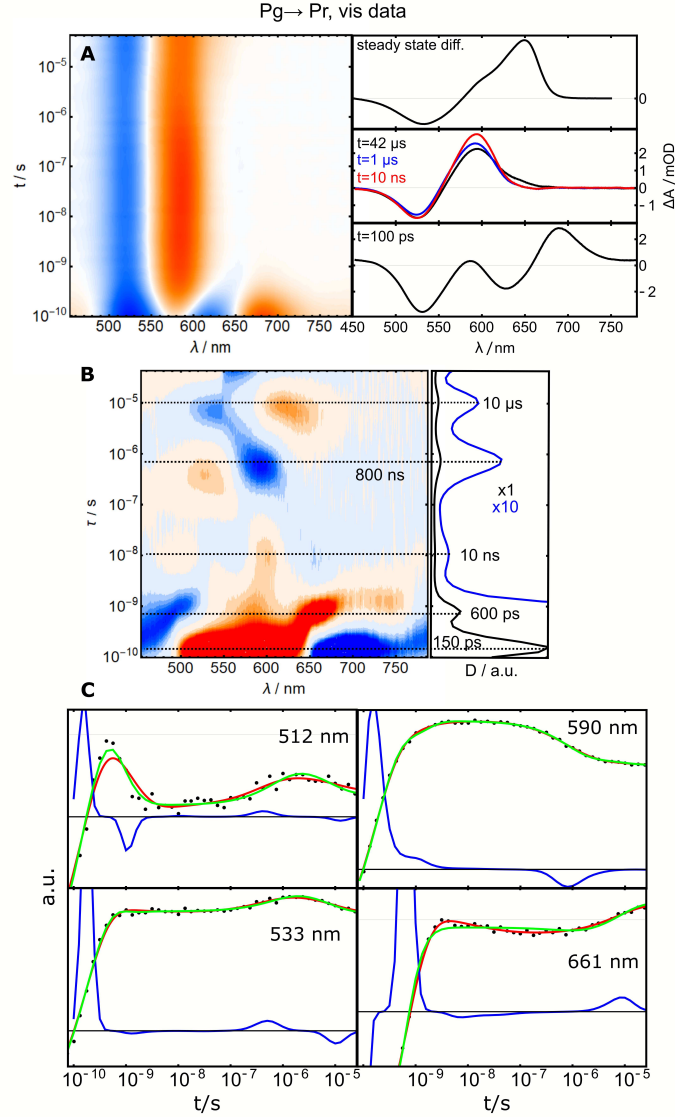 Pg→ Pr, vis data
A
10⁻⁵
10⁻⁶
10⁻⁷
10⁻⁸
10⁻⁹
10⁻¹⁰
t / s
500 550 600 650 700 750
λ / nm
steady state diff.
0
t=42 µs
t=1 µs
t=10 ns
2
1
0
−1
ΔA / mOD
t=100 ps
2
0
−2
450 500 550 600 650 700 750
λ / nm
B
10⁻⁵
10⁻⁶
10⁻⁷
10⁻⁸
10⁻⁹
10⁻¹⁰
τ / s
500 550 600 650 700 750
λ / nm
10 µs
800 ns
x1
x10
10 ns
600 ps
150 ps
D / a.u.
C
512 nm
590 nm
533 nm
661 nm
a.u.
10⁻¹⁰ 10⁻⁹ 10⁻⁸ 10⁻⁷ 10⁻⁶ 10⁻⁵
t/s
10⁻⁹ 10⁻⁸ 10⁻⁷ 10⁻⁶ 10⁻⁵
t/s